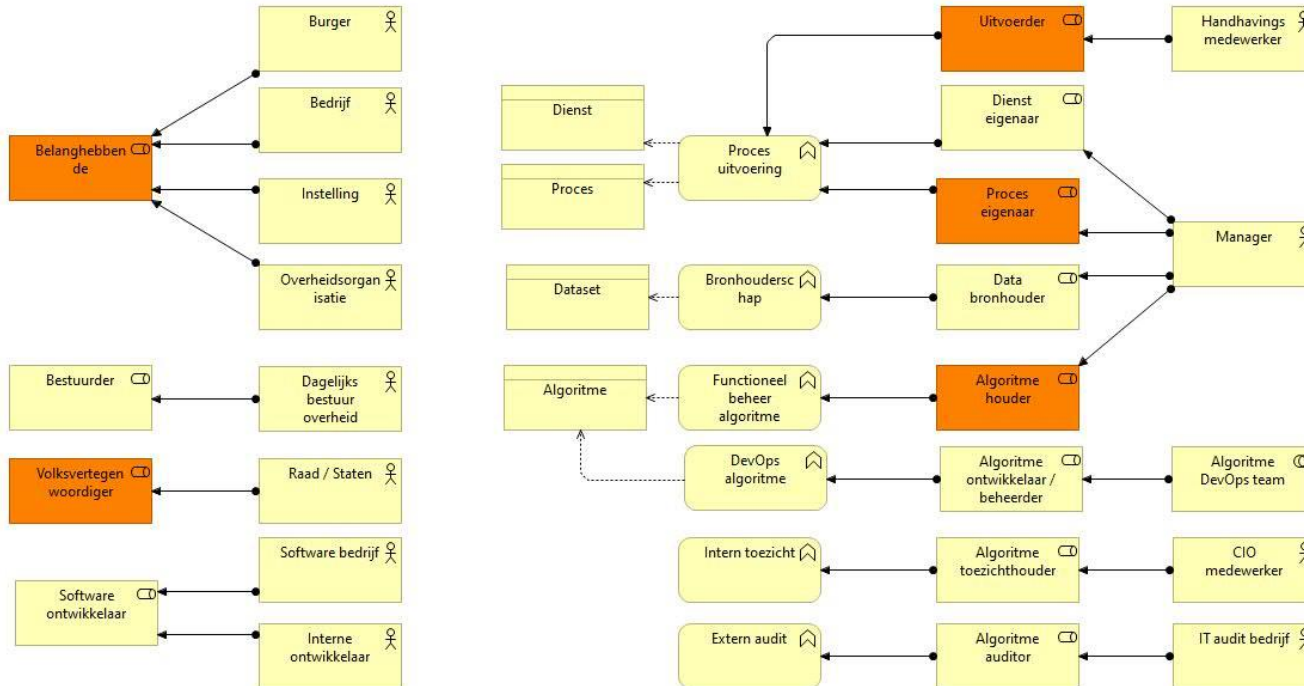 Burger
Bedrijf
Belanghebben
de
Instelling
Overheidsorgan
isatie
Bestuurder
Dagelijks
bestuur
overheid
Volksvertegen
woordiger
Raad / Staten
Software bedrijf
Software
ontwikkelaar
Interne
ontwikkelaar
Uitvoerder
Handhavings
medewerker
Dienst
Dienst
eigenaar
Proces
uitvoering
Proces
Proces
eigenaar
Manager
Dataset
Bronhoudersc
hap
Data
bronhouder
Algoritme
Functioneel
beheer
algoritme
Algoritme
houder
DevOps
algoritme
Algoritme
ontwikkelaar /
beheerder
Algoritme
DevOps team
Intern toezicht
Algoritme
toezichthouder
CIO
medewerker
Extern audit
Algoritme
auditor
IT audit bedrijf